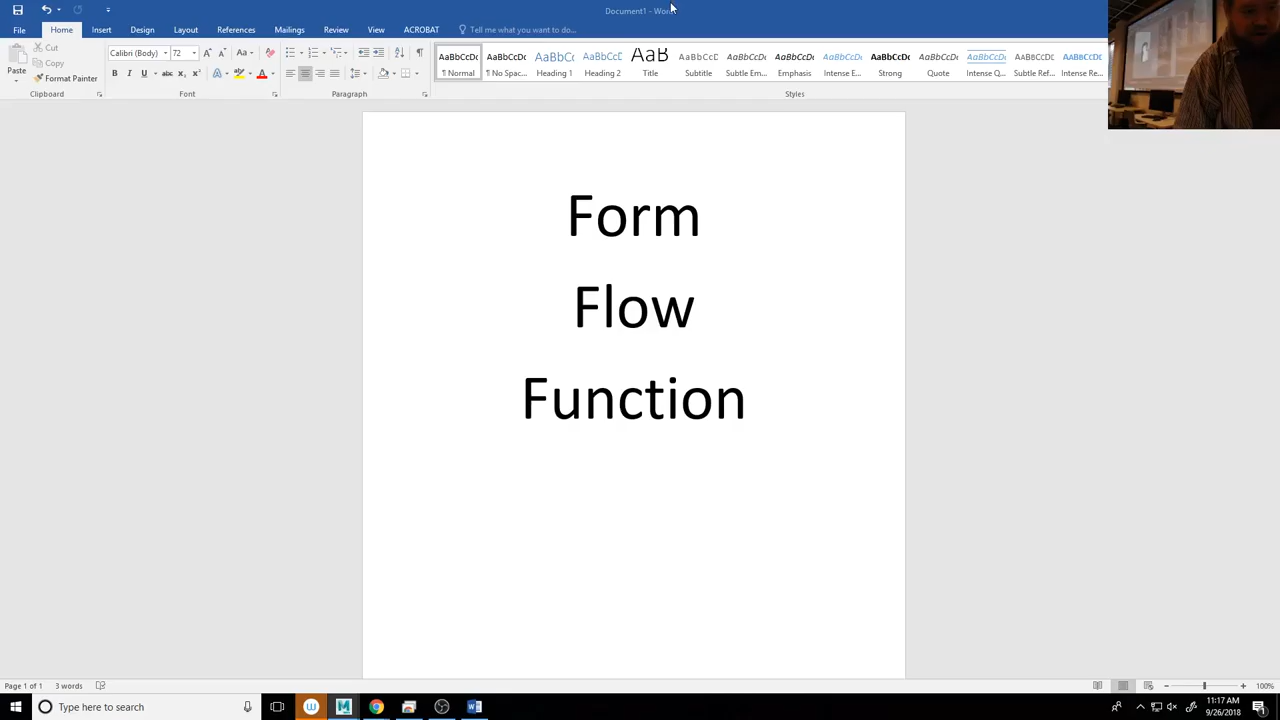 Document1 - Word
File Home Insert Design Layout References Mailings Review View ACROBAT Tell me what you want to do...
Paste
Cut
Copy
Format Painter
Clipboard
Calibri (Body) 72
Font
Paragraph
AaBbCcDc AaBbCcDc AaBbCc AaBbCcD AaB AaBbCcD AaBbCcDc AaBbCcDc AaBbCcDc AaBbCcDc AaBbCcDc AaBbCcDc AaBbCcDc AABBCCDC
¶ Normal ¶ No Spac... Heading 1 Heading 2 Title Subtitle Subtle Em... Emphasis Intense E... Strong Quote Intense Q... Subtle Ref... Intense Re...
Styles
Form
Flow
Function
Page 1 of 1 3 words
100%
Type here to search
11:17 AM
9/26/2018